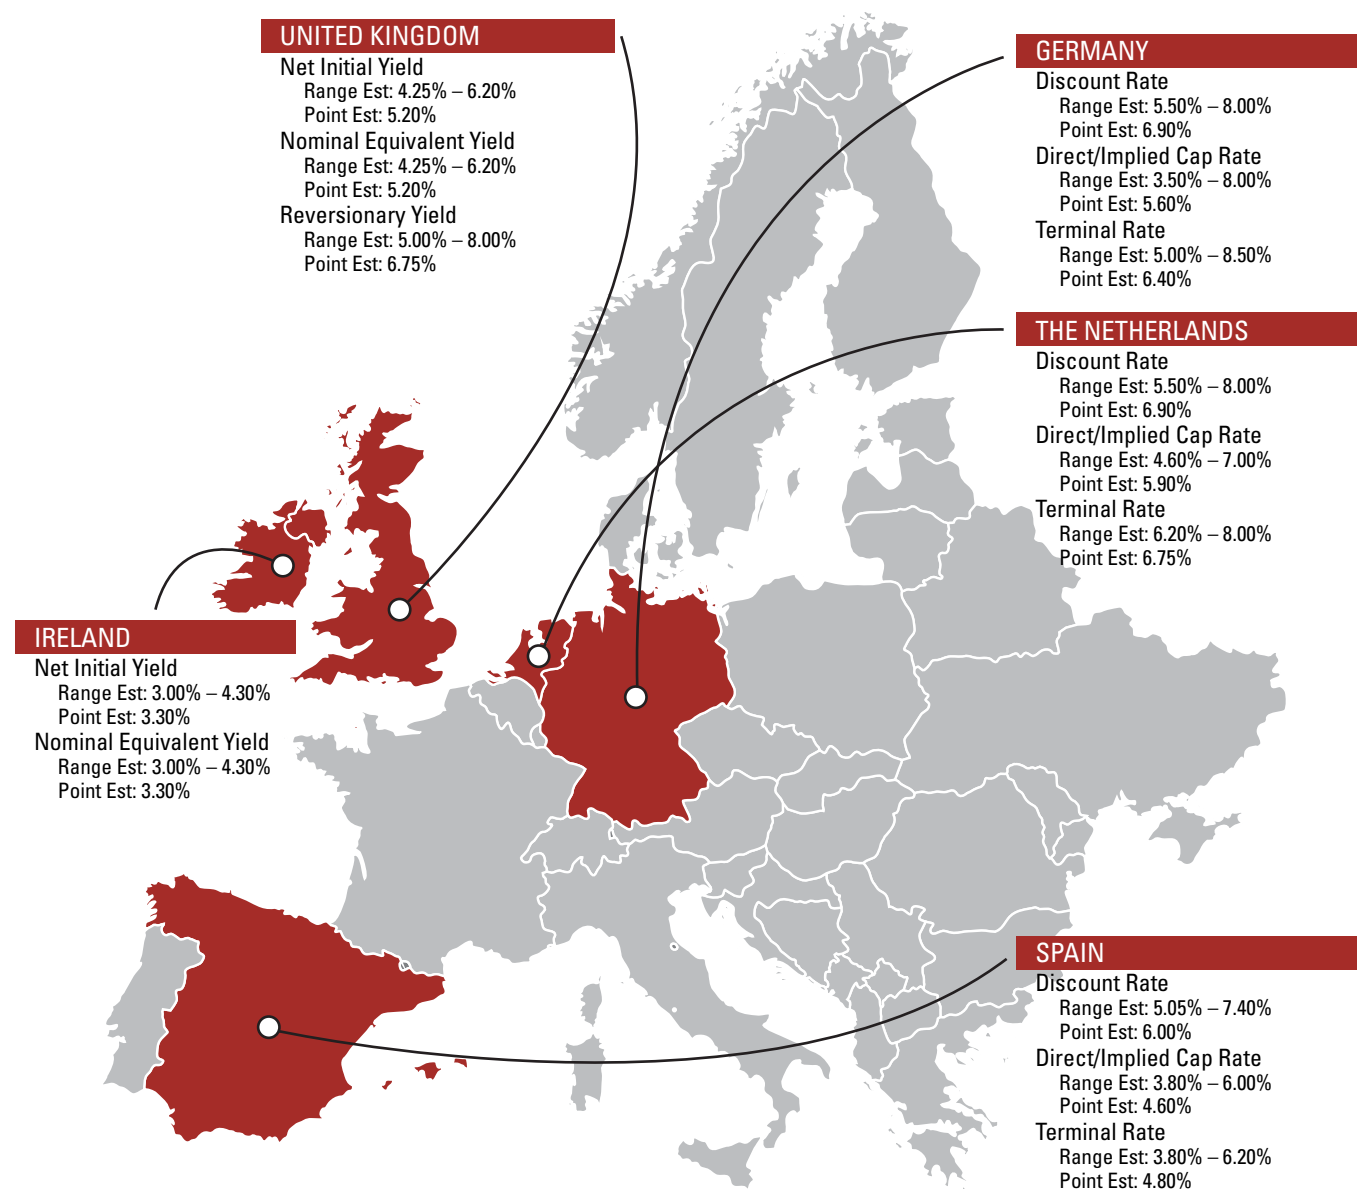 UNITED KINGDOM
Net Initial Yield
Range Est: 4.25% – 6.20%
Point Est: 5.20%
Nominal Equivalent Yield
Range Est: 4.25% – 6.20%
Point Est: 5.20%
Reversionary Yield
Range Est: 5.00% – 8.00%
Point Est: 6.75%
GERMANY
Discount Rate
Range Est: 5.50% – 8.00%
Point Est: 6.90%
Direct/Implied Cap Rate
Range Est: 3.50% – 8.00%
Point Est: 5.60%
Terminal Rate
Range Est: 5.00% – 8.50%
Point Est: 6.40%
THE NETHERLANDS
Discount Rate
Range Est: 5.50% – 8.00%
Point Est: 6.90%
Direct/Implied Cap Rate
Range Est: 4.60% – 7.00%
Point Est: 5.90%
Terminal Rate
Range Est: 6.20% – 8.00%
Point Est: 6.75%
IRELAND
Net Initial Yield
Range Est: 3.00% – 4.30%
Point Est: 3.30%
Nominal Equivalent Yield
Range Est: 3.00% – 4.30%
Point Est: 3.30%
SPAIN
Discount Rate
Range Est: 5.05% – 7.40%
Point Est: 6.00%
Direct/Implied Cap Rate
Range Est: 3.80% – 6.00%
Point Est: 4.60%
Terminal Rate
Range Est: 3.80% – 6.20%
Point Est: 4.80%